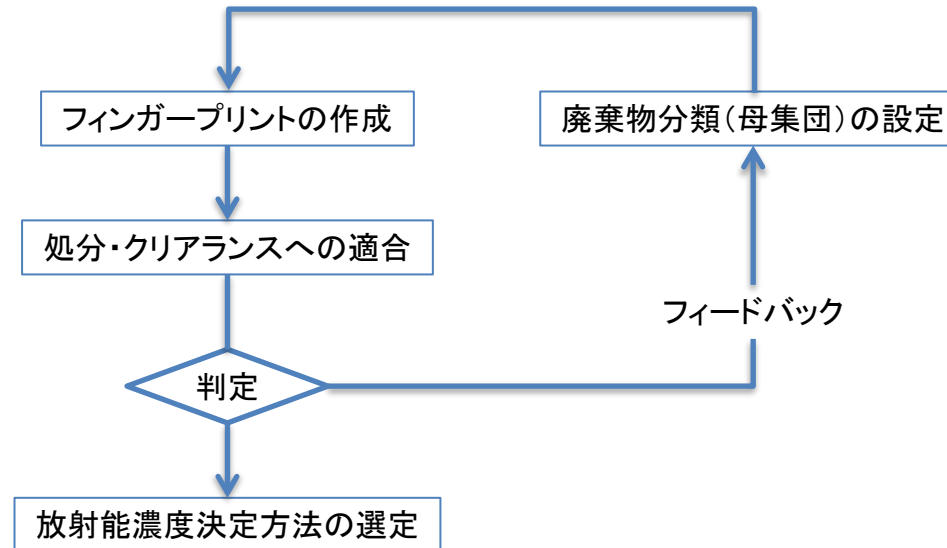 フィンガープリントの作成
廃棄物分類(母集団)の設定
処分・クリアランスへの適合
フィードバック
判定
放射能濃度決定方法の選定